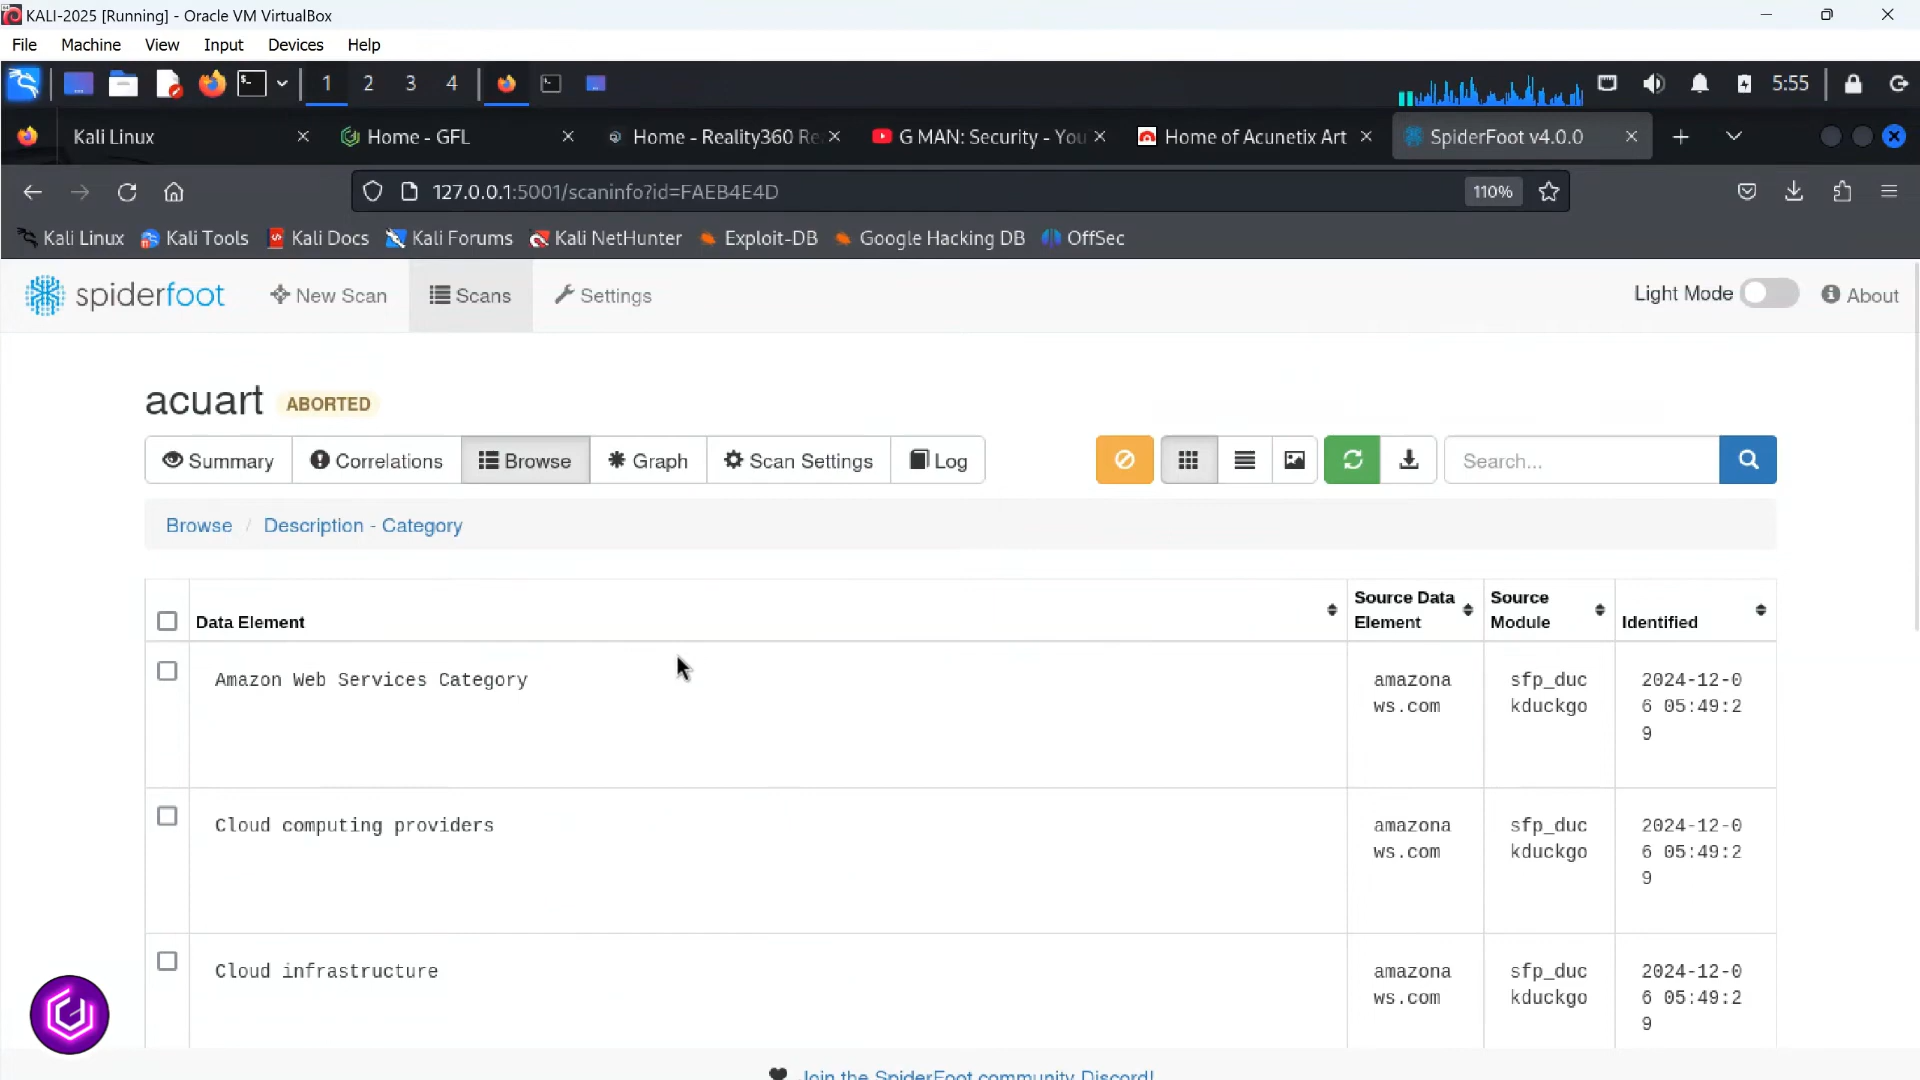 KALI-2025 [Running] - Oracle VM VirtualBox
File Machine View Input Devices Help
1 2 3 4 5:55
Kali Linux Home - GFL Home - Reality360 Re G MAN: Security - You Home of Acunetix Art SpiderFoot v4.0.0
127.0.0.1:5001/scaninfo?id=FAEB4E4D 110%
Kali Linux Kali Tools Kali Docs Kali Forums Kali NetHunter Exploit-DB Google Hacking DB OffSec
spiderfoot New Scan Scans Settings Light Mode About
acuart ABORTED
Summary Correlations Browse Graph Scan Settings Log Search...
Browse / Description - Category
Data Element Source Data Element Source Module Identified
Amazon Web Services Category amazona sfp_duc 2024-12-0
ws.com kduckgo 6 05:49:2
9
Cloud computing providers amazona sfp_duc 2024-12-0
ws.com kduckgo 6 05:49:2
9
Cloud infrastructure amazona sfp_duc 2024-12-0
ws.com kduckgo 6 05:49:2
9
Join the SpiderFoot community Discord!